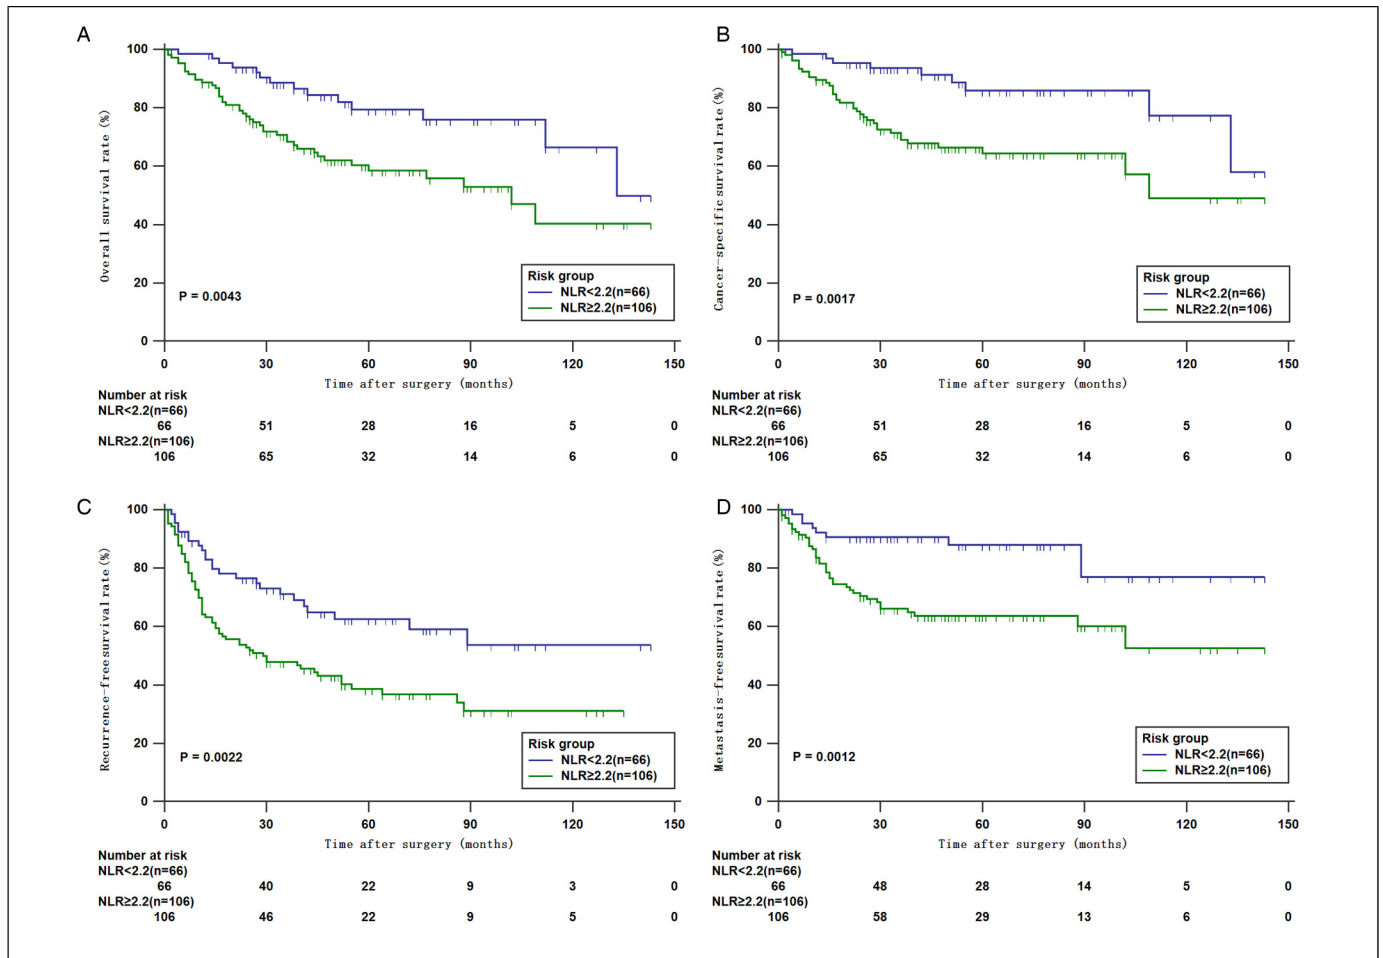 A
100
80
60
40
20
0
Overall survival rate (%)
P = 0.0043
Risk group
NLR<2.2(n=66)
NLR≥2.2(n=106)
0 30 60 90 120 150
Time after surgery (months)
Number at risk
NLR<2.2(n=66)
66 51 28 16 5 0
NLR≥2.2(n=106)
106 65 32 14 6 0
B
100
80
60
40
20
0
Cancer-specific survival rate(%)
P = 0.0017
Risk group
NLR<2.2(n=66)
NLR≥2.2(n=106)
0 30 60 90 120 150
Time after surgery (months)
Number at risk
NLR<2.2(n=66)
66 51 28 16 5 0
NLR≥2.2(n=106)
106 65 32 14 6 0
C
100
80
60
40
20
0
Recurrence-free survival rate(%)
P = 0.0022
Risk group
NLR<2.2(n=66)
NLR≥2.2(n=106)
0 30 60 90 120 150
Time after surgery (months)
Number at risk
NLR<2.2(n=66)
66 40 22 9 3 0
NLR≥2.2(n=106)
106 46 22 9 5 0
D
100
80
60
40
20
0
Metastasis-free survival rate(%)
P = 0.0012
Risk group
NLR<2.2(n=66)
NLR≥2.2(n=106)
0 30 60 90 120 150
Time after surgery (months)
Number at risk
NLR<2.2(n=66)
66 48 28 14 5 0
NLR≥2.2(n=106)
106 58 29 13 6 0